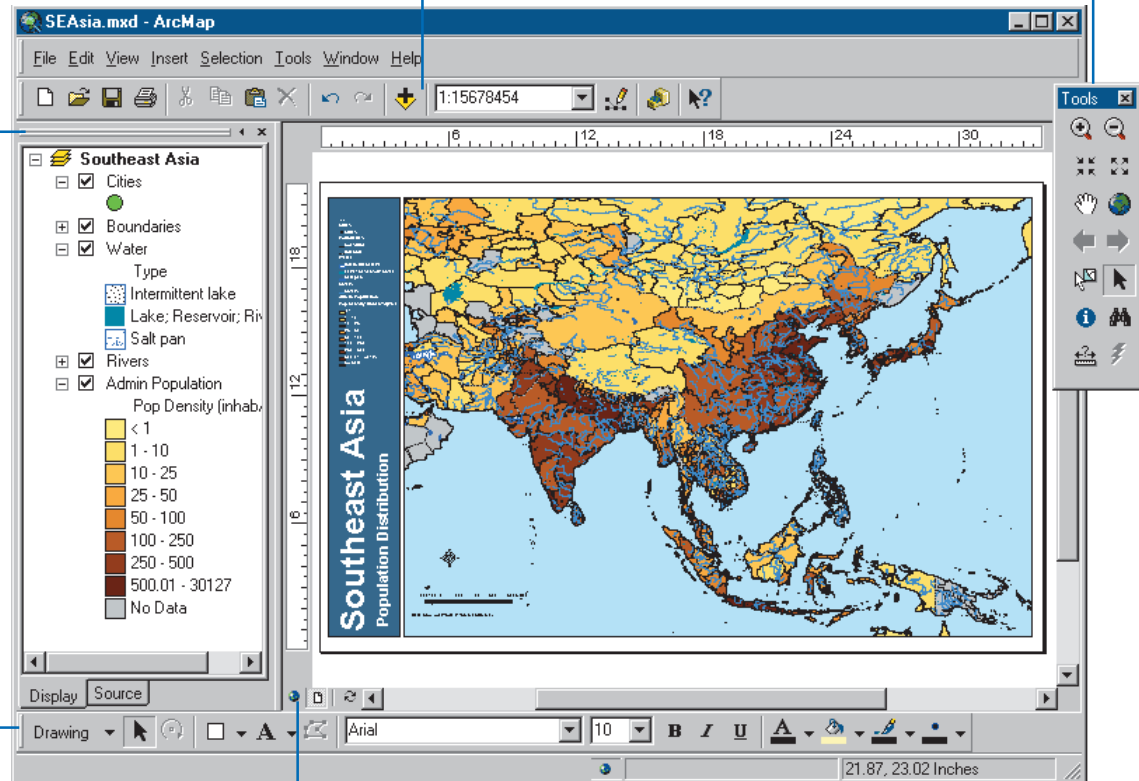 SEAsia.mxd - ArcMap
File Edit View Insert Selection Tools Window Help
1:15678454
Tools
6 12 18 24 30
Southeast Asia
Cities
Boundaries
Water
Type
Intermittent lake
Lake; Reservoir; Riv
Salt pan
Rivers
Admin Population
Pop Density (inhab/
< 1
1 - 10
10 - 25
25 - 50
50 - 100
100 - 250
250 - 500
500.01 - 30127
No Data
18
12
6
Southeast Asia
Population Distribution
Display Source
Drawing A Arial 10 B I U A
21.87, 23.02 Inches